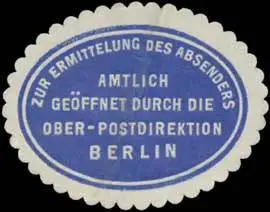 ZUR ERMITTELUNG DES ABSENDERS
AMTLICH
GEÖFFNET DURCH DIE
OBER-POSTDIREKTION
BERLIN